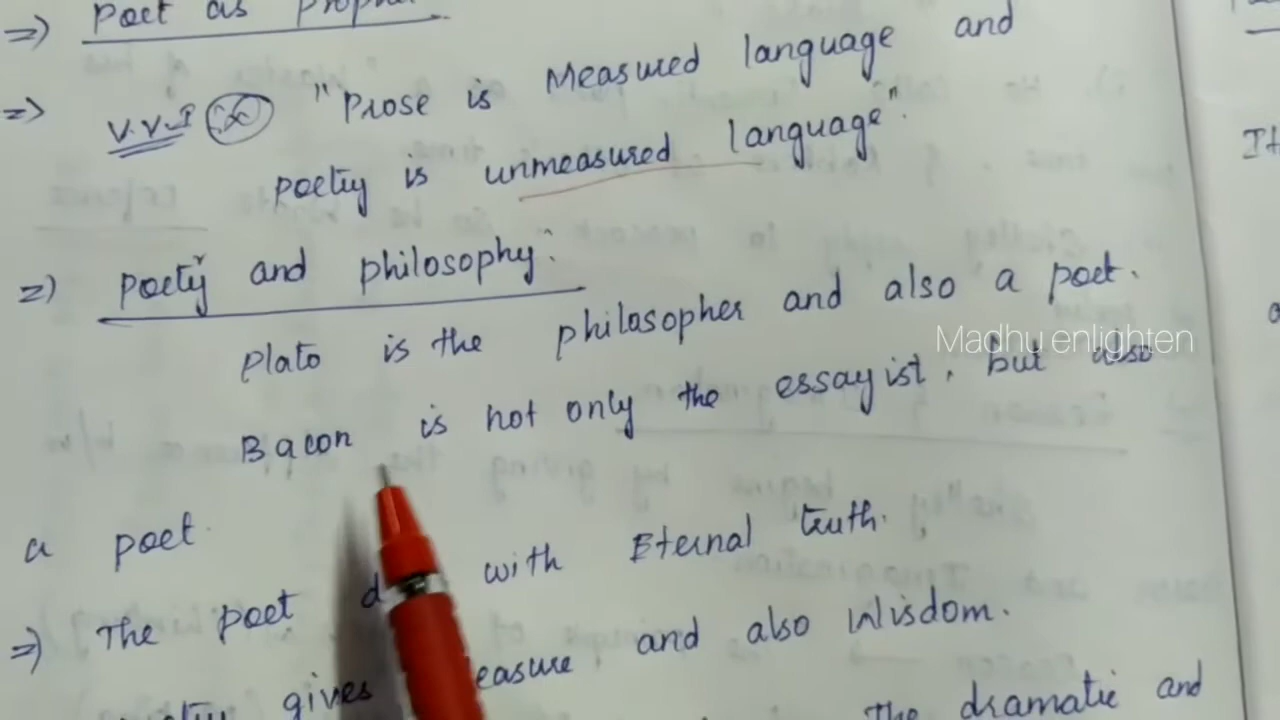 => Poet as
=> V.V.I "Prose is Measured language and
poetry is unmeasured language".
=> poetry and philosophy:
Plato is the philosopher and also a poet.
Madhu enlighten
Bacon is not only the essayist, but also
a poet.
=> The poet with Eternal truth.
gives and also Wisdom.
The dramatic and